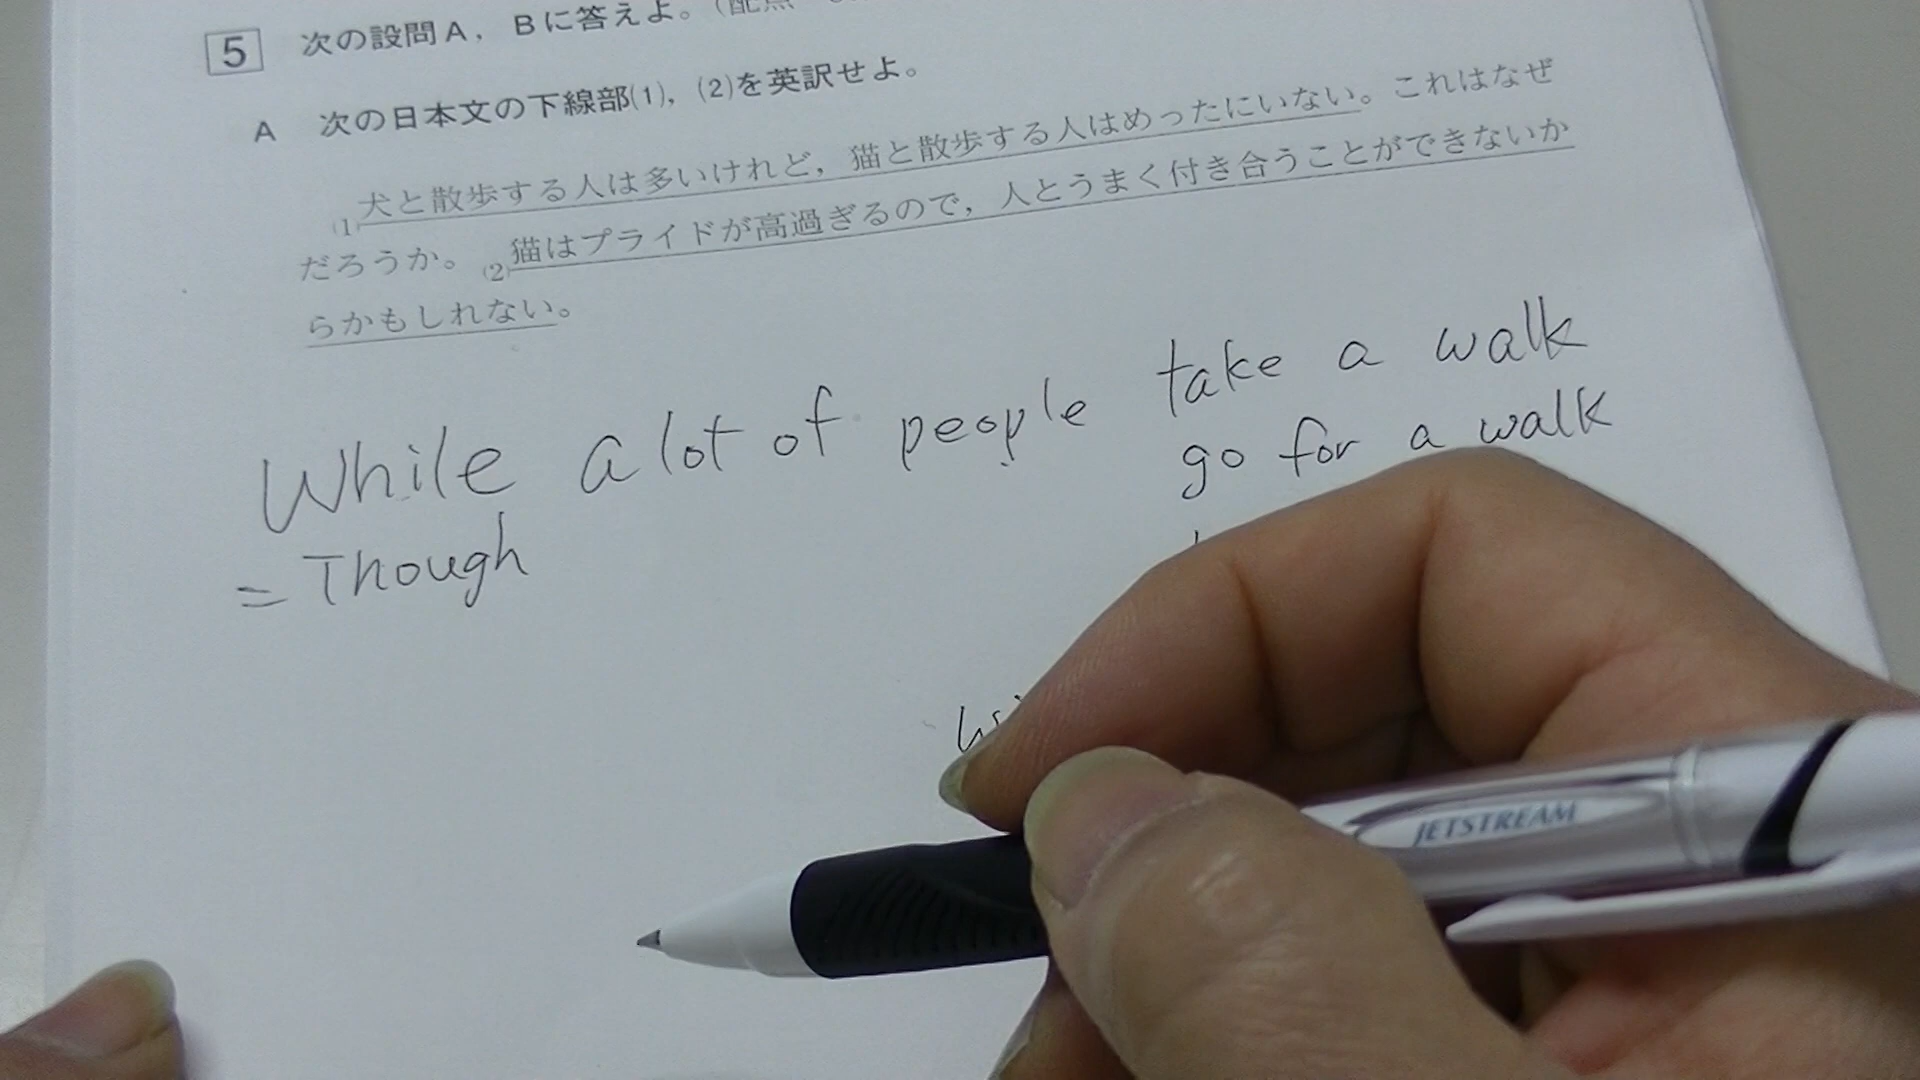 5 次の設問A，Bに答えよ。（配点
A 次の日本文の下線部(1)，(2)を英訳せよ。
(1)犬と散歩する人は多いけれど，猫と散歩する人はめったにいない。これはなぜ
だろうか。(2)猫はプライドが高過ぎるので，人とうまく付き合うことができないか
らかもしれない。
While a lot of people take a walk
go for a walk
= Though
JETSTREAM